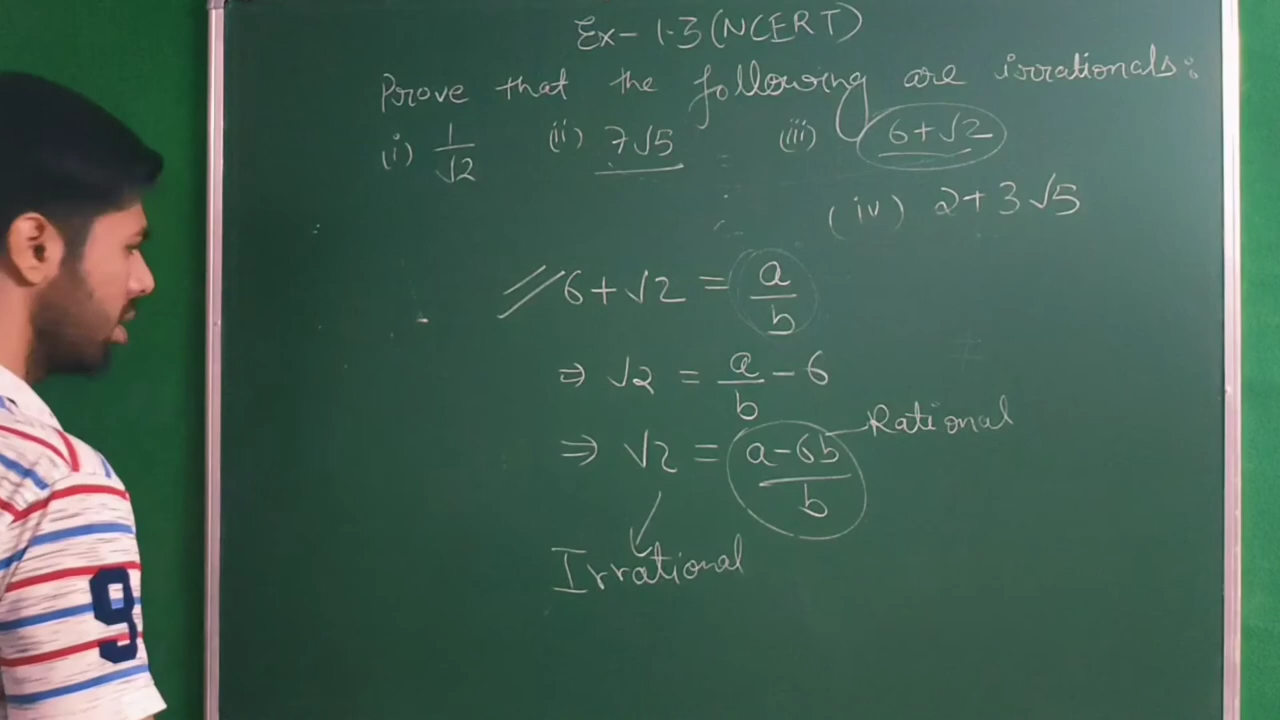 Ex- 1.3 (NCERT)
Prove that the following are irrationals:
(i) 1/√2 (ii) 7√5 (iii) 6+√2
(iv) 2+3√5
6+√2 = a/b
⇒ √2 = a/b - 6
⇒ √2 = a-6b/b Rational
Irrational
9